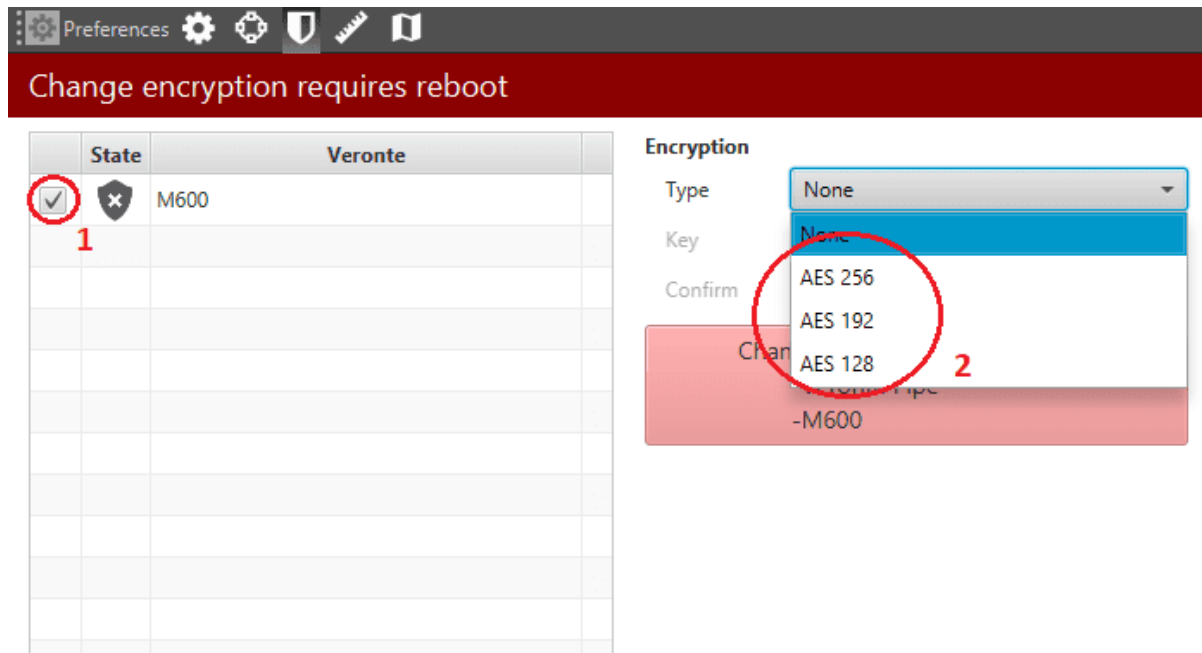 Preferences
Change encryption requires reboot
State Veronte
M600
1
Encryption
Type None
Key None
Confirm AES 256
AES 192
AES 128
2
-M600